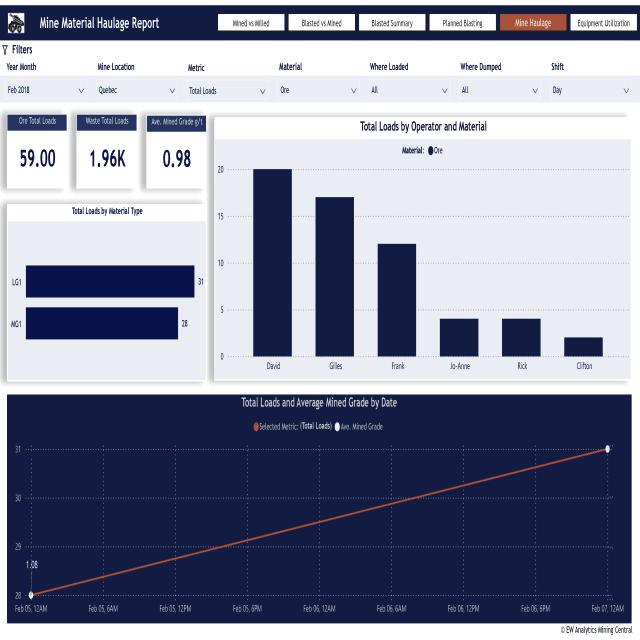 Mine Material Haulage Report
Mined vs Milled
Blasted vs Mined
Blasted Summary
Planned Blasting
Mine Haulage
Equipment Utilization
Filters
Year Month
Mine Location
Metric
Material
Where Loaded
Where Dumped
Shift
Feb 2018
Quebec
Total Loads
Ore
All
All
Day
Ore Total Loads
Waste Total Loads
Ave. Mined Grade g/t
59.00
1.96K
0.98
Total Loads by Material Type
LG1
31
MG1
28
Total Loads by Operator and Material
Material: Ore
20
15
10
5
0
David
Gilles
Frank
Jo-Anne
Rick
Clifton
Total Loads and Average Mined Grade by Date
Selected Metric: (Total Loads) Ave. Mined Grade
31
30
29
28
1.08
Feb 05, 12AM
Feb 05, 6AM
Feb 05, 12PM
Feb 05, 6PM
Feb 06, 12AM
Feb 06, 6AM
Feb 06, 12PM
Feb 06, 6PM
Feb 07, 12AM
© EW Analytics Mining Central